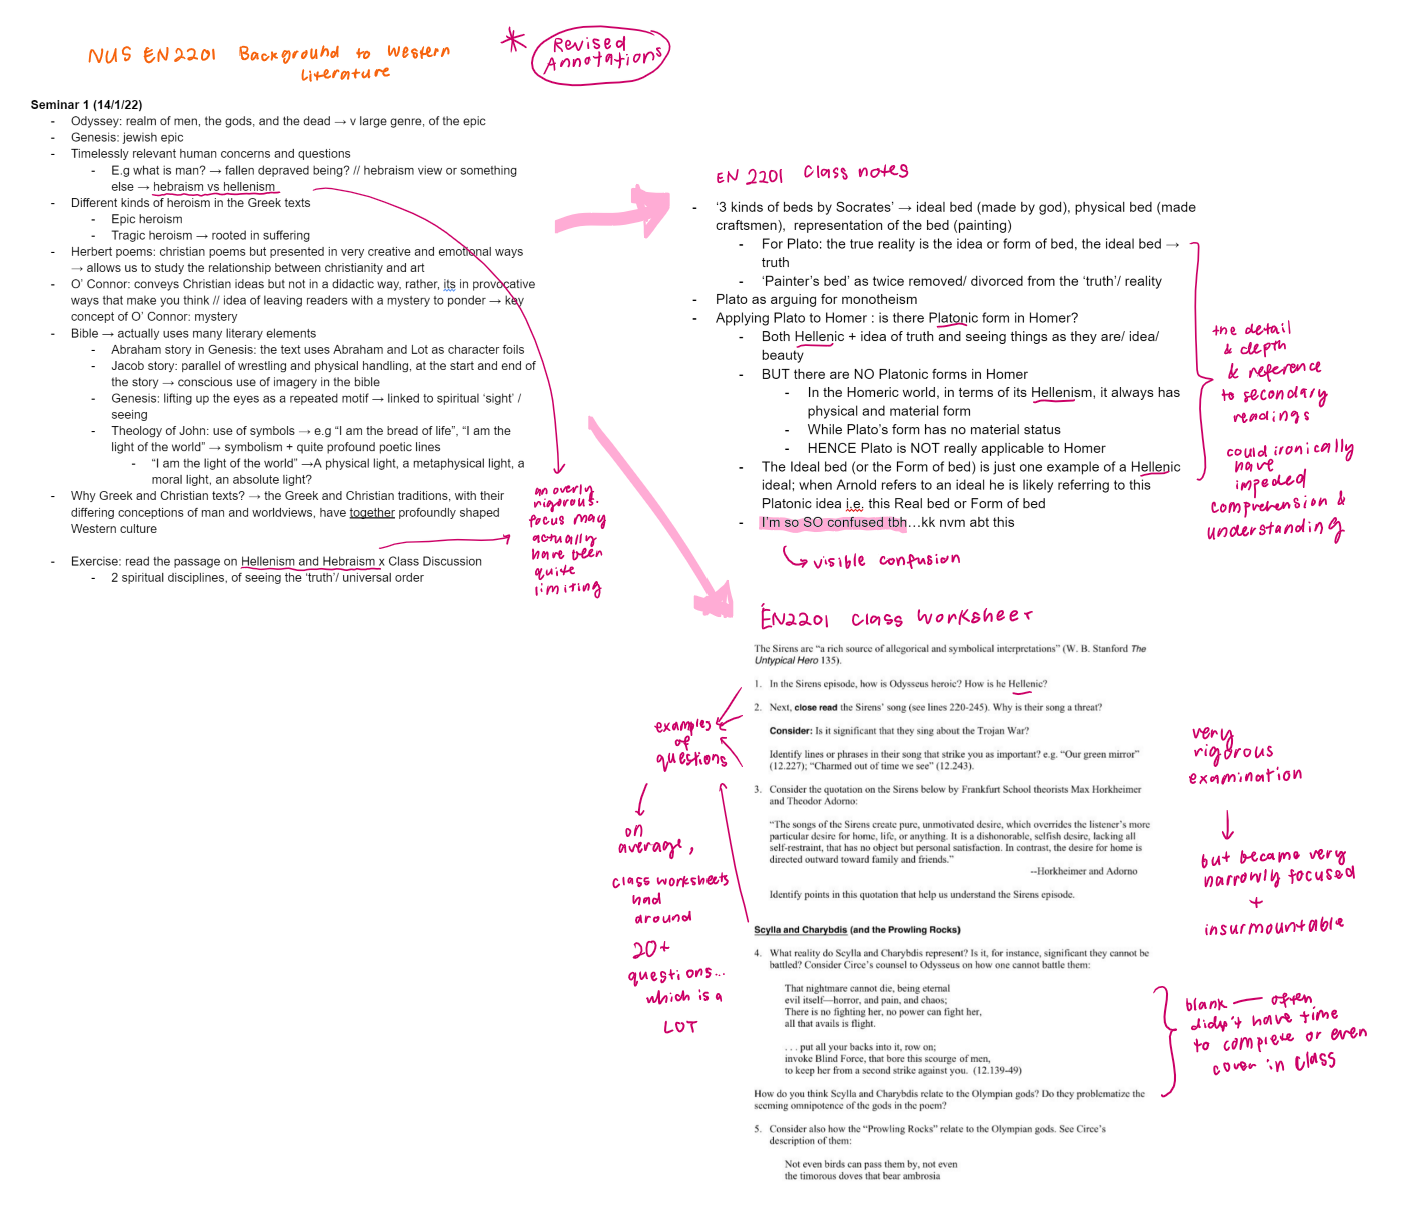 NUS EN2201 Background to Western
Literature
* Revised
Annotations
Seminar 1 (14/1/22)
- Odyssey: realm of men, the gods, and the dead → v large genre, of the epic
- Genesis: jewish epic
- Timelessly relevant human concerns and questions
- E.g what is man? → fallen depraved being? // hebraism view or something
else → hebraism vs hellenism
- Different kinds of heroism in the Greek texts
- Epic heroism
- Tragic heroism → rooted in suffering
- Herbert poems: christian poems but presented in very creative and emotional ways
→ allows us to study the relationship between christianity and art
- O' Connor: conveys Christian ideas but not in a didactic way, rather, its in provocative
ways that make you think // idea of leaving readers with a mystery to ponder → key
concept of O' Connor: mystery
- Bible → actually uses many literary elements
- Abraham story in Genesis: the text uses Abraham and Lot as character foils
- Jacob story: parallel of wrestling and physical handling, at the start and end of
the story → conscious use of imagery in the bible
- Genesis: lifting up the eyes as a repeated motif → linked to spiritual 'sight' /
seeing
- Theology of John: use of symbols → e.g “I am the bread of life”, “I am the
light of the world” → symbolism + quite profound poetic lines
- “I am the light of the world” →A physical light, a metaphysical light, a
moral light, an absolute light?
- Why Greek and Christian texts? → the Greek and Christian traditions, with their
differing conceptions of man and worldviews, have together profoundly shaped
Western culture
- Exercise: read the passage on Hellenism and Hebraism x Class Discussion
- 2 spiritual disciplines, of seeing the 'truth'/ universal order
an overly
rigorous.
focus may
actually
have been
quite
limiting
EN 2201 Class notes
- '3 kinds of beds by Socrates' → ideal bed (made by god), physical bed (made
craftsmen), representation of the bed (painting)
- For Plato: the true reality is the idea or form of bed, the ideal bed →
truth
- 'Painter's bed' as twice removed/ divorced from the 'truth'/ reality
- Plato as arguing for monotheism
- Applying Plato to Homer : is there Platonic form in Homer?
- Both Hellenic + idea of truth and seeing things as they are/ idea/
beauty
- BUT there are NO Platonic forms in Homer
- In the Homeric world, in terms of its Hellenism, it always has
physical and material form
- While Plato's form has no material status
- HENCE Plato is NOT really applicable to Homer
- The Ideal bed (or the Form of bed) is just one example of a Hellenic
ideal; when Arnold refers to an ideal he is likely referring to this
Platonic idea i.e. this Real bed or Form of bed
- I'm so SO confused tbh…kk nvm abt this
visible confusion
the detail
& depth
& reference
to secondary
readings
could ironically
have
impeded
comprehension &
understanding
EN2201 Class Worksheet
The Sirens are “a rich source of allegorical and symbolical interpretations” (W. B. Stanford The
Untypical Hero 135).
1. In the Sirens episode, how is Odysseus heroic? How is he Hellenic?
2. Next, close read the Sirens' song (see lines 220-245). Why is their song a threat?
Consider: Is it significant that they sing about the Trojan War?
Identify lines or phrases in their song that strike you as important? e.g. “Our green mirror”
(12.227); “Charmed out of time we see” (12.243).
3. Consider the quotation on the Sirens below by Frankfurt School theorists Max Horkheimer
and Theodor Adorno:
“The songs of the Sirens create pure, unmotivated desire, which overrides the listener's more
particular desire for home, life, or anything. It is a dishonorable, selfish desire, lacking all
self-restraint, that has no object but personal satisfaction. In contrast, the desire for home is
directed outward toward family and friends.”
--Horkheimer and Adorno
Identify points in this quotation that help us understand the Sirens episode.
Scylla and Charybdis (and the Prowling Rocks)
4. What reality do Scylla and Charybdis represent? Is it, for instance, significant they cannot be
battled? Consider Circe's counsel to Odysseus on how one cannot battle them:
That nightmare cannot die, being eternal
evil itself—horror, and pain, and chaos;
There is no fighting her, no power can fight her,
all that avails is flight.
. . . put all your backs into it, row on;
invoke Blind Force, that bore this scourge of men,
to keep her from a second strike against you. (12.139-49)
How do you think Scylla and Charybdis relate to the Olympian gods? Do they problematize the
seeming omnipotence of the gods in the poem?
5. Consider also how the “Prowling Rocks” relate to the Olympian gods. See Circe's
description of them:
Not even birds can pass them by, not even
the timorous doves that bear ambrosia
examples
of
questions
on
average,
class worksheets
had
around
20+
questions...
which is a
LOT
very
rigorous
examination
but became very
narrowly focused
+
insurmountable
blank — often
didn't have time
to complete or even
cover in class